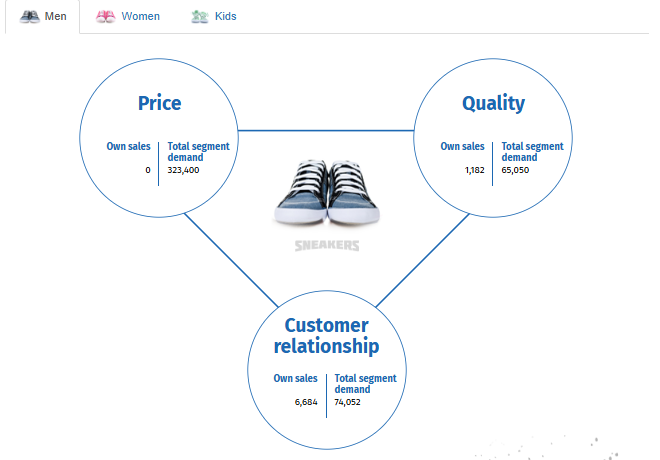 Men Women Kids
Price
Own sales Total segment
demand
0 323,400
Quality
Own sales Total segment
demand
1,182 65,050
SNEAKERS
Customer
relationship
Own sales Total segment
demand
6,684 74,052